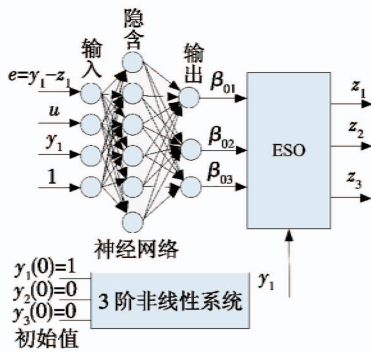 输入
隐含
输出
e=y₁-z₁
u
y₁
1
β₀₁
β₀₂
β₀₃
ESO
z₁
z₂
z₃
神经网络
y₁(0)=1
y₂(0)=0
y₃(0)=0
初始值
3阶非线性系统
y₁